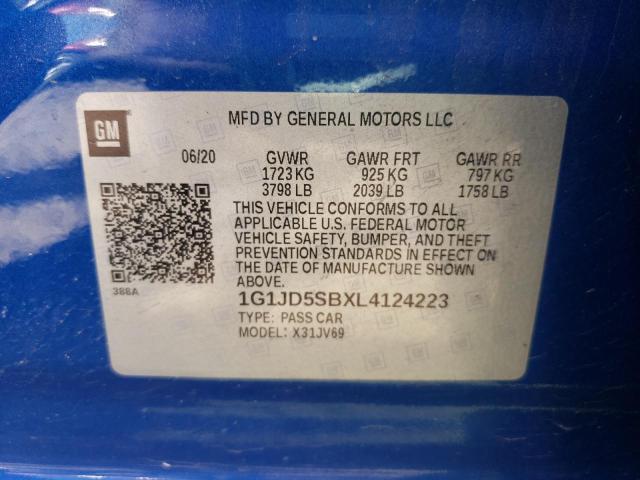 GM
MFD BY GENERAL MOTORS LLC
06/20 GVWR GAWR FRT GAWR RR
1723 KG 925 KG 797 KG
3798 LB 2039 LB 1758 LB
THIS VEHICLE CONFORMS TO ALL
APPLICABLE U.S. FEDERAL MOTOR
VEHICLE SAFETY, BUMPER, AND THEFT
PREVENTION STANDARDS IN EFFECT ON
THE DATE OF MANUFACTURE SHOWN
ABOVE.
388A
1G1JD5SBXL4124223
TYPE: PASS CAR
MODEL: X31JV69